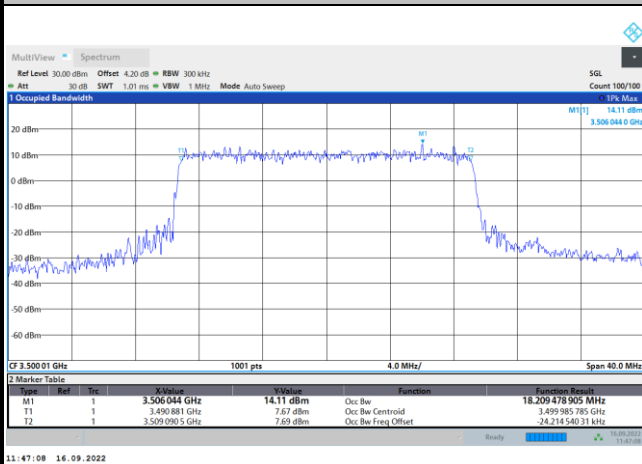 MultiView Spectrum
Ref Level 30.00 dBm Offset 4.20 dB RBW 300 kHz SGL
Att 30 dB SWT 1.01 ms VBW 1 MHz Mode Auto Sweep Count 100/100
1 Occupied Bandwidth 1Pk Max
M1[1] 14.11 dBm
3.506 044 0 GHz
20 dBm
M1
T1 T2
10 dBm
0 dBm
-10 dBm
-20 dBm
-30 dBm
-40 dBm
-50 dBm
-60 dBm
CF 3.500 01 GHz 1001 pts 4.0 MHz/ Span 40.0 MHz
2 Marker Table
Type Ref Trc X-Value Y-Value Function Function Result
M1 1 3.506 044 GHz 14.11 dBm Occ Bw 18.209 478 905 MHz
T1 1 3.490 881 GHz 7.67 dBm Occ Bw Centroid 3.499 985 785 GHz
T2 1 3.509 090 5 GHz 7.69 dBm Occ Bw Freq Offset -24.214 540 31 kHz
Ready 16.09.2022
11:47:08
11:47:08 16.09.2022